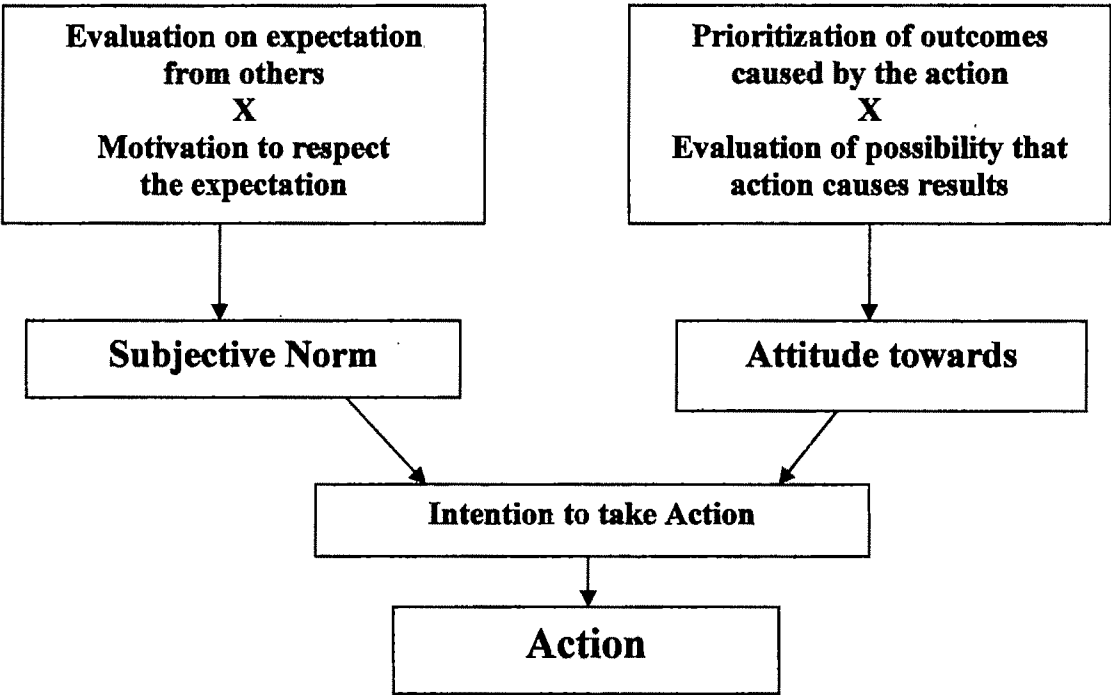 Evaluation on expectation
from others
X
Motivation to respect
the expectation
Prioritization of outcomes
caused by the action
X
Evaluation of possibility that
action causes results
Subjective Norm
Attitude towards
Intention to take Action
Action